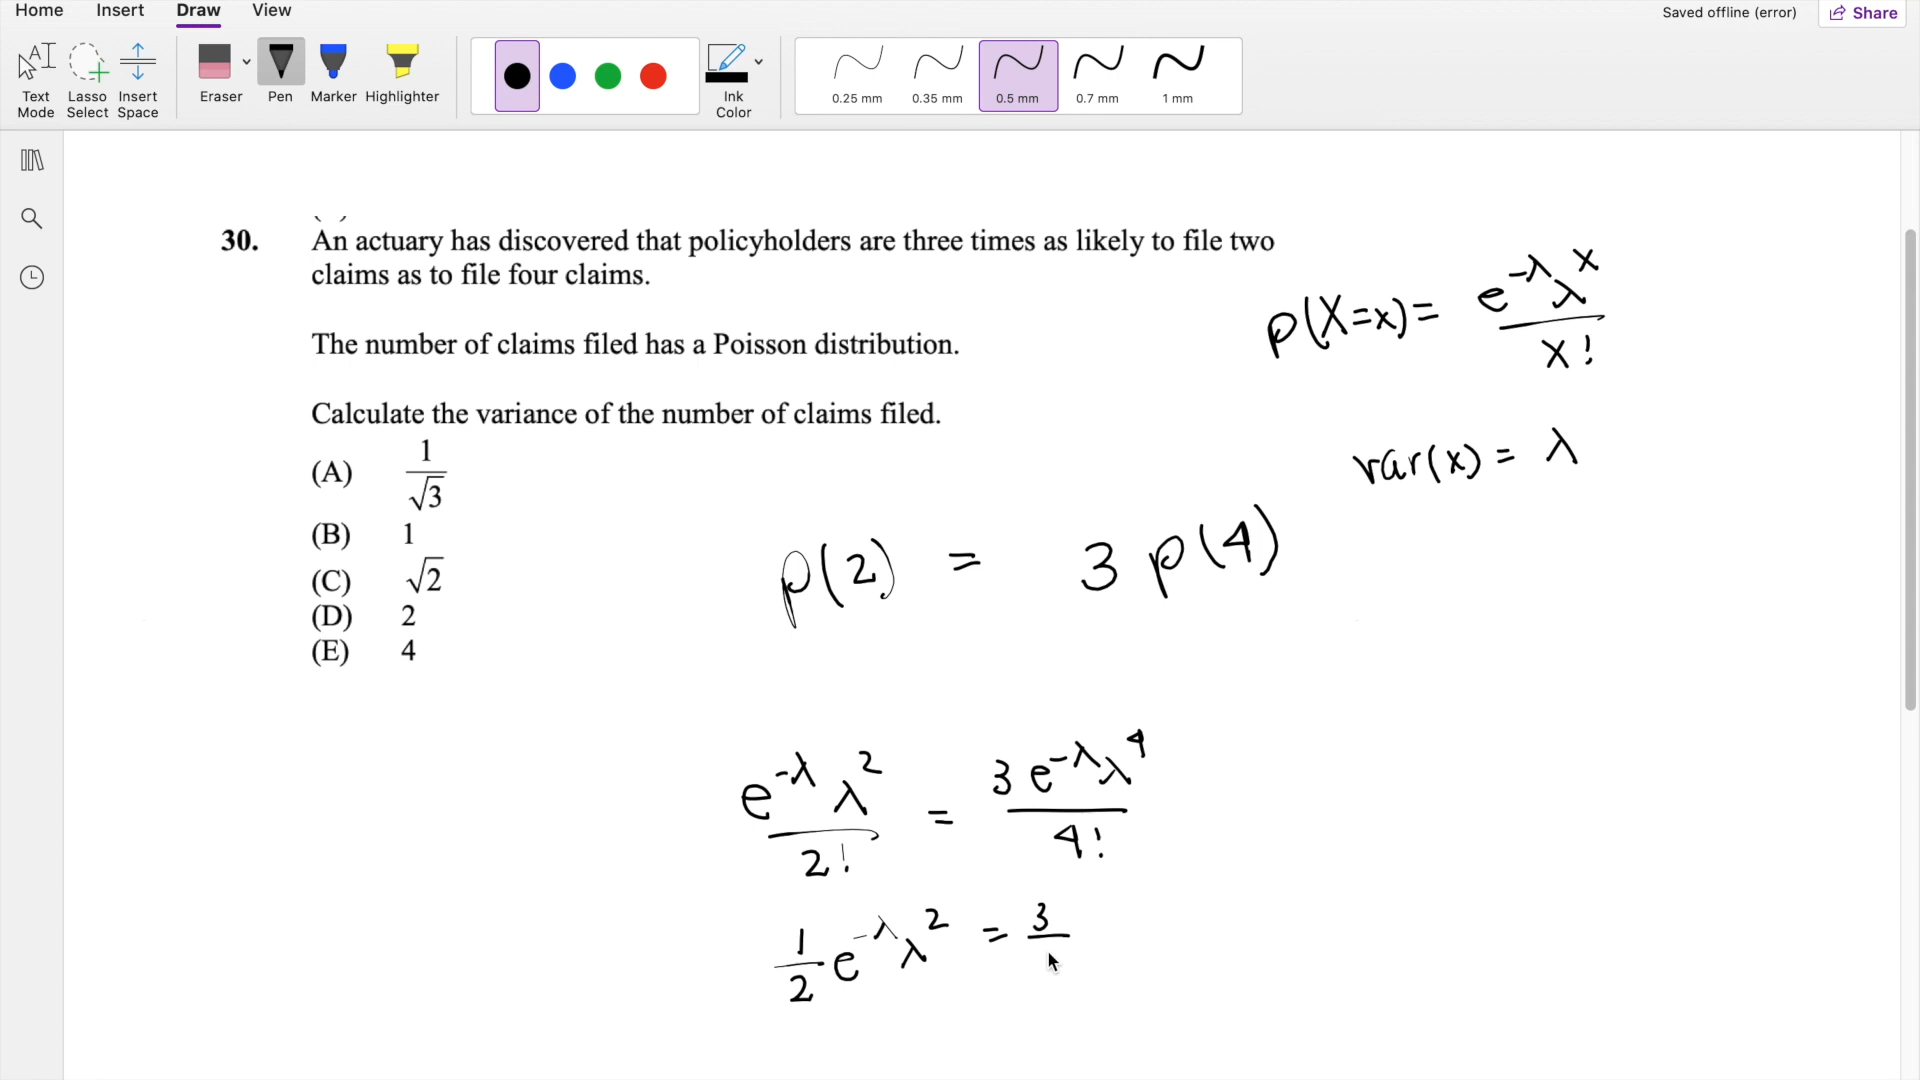 Home Insert Draw View Saved offline (error) Share
Text Mode Lasso Select Insert Space Eraser Pen Marker Highlighter Ink Color 0.25 mm 0.35 mm 0.5 mm 0.7 mm 1 mm
30. An actuary has discovered that policyholders are three times as likely to file two
claims as to file four claims.
The number of claims filed has a Poisson distribution.
Calculate the variance of the number of claims filed.
(A) 1/√3
(B) 1
(C) √2
(D) 2
(E) 4
p(X=x) = e^-λ λ^x / x!
var(x) = λ
p(2) = 3 p(4)
e^-λ λ^2 / 2! = 3 e^-λ λ^4 / 4!
1/2 e^-λ λ^2 = 3